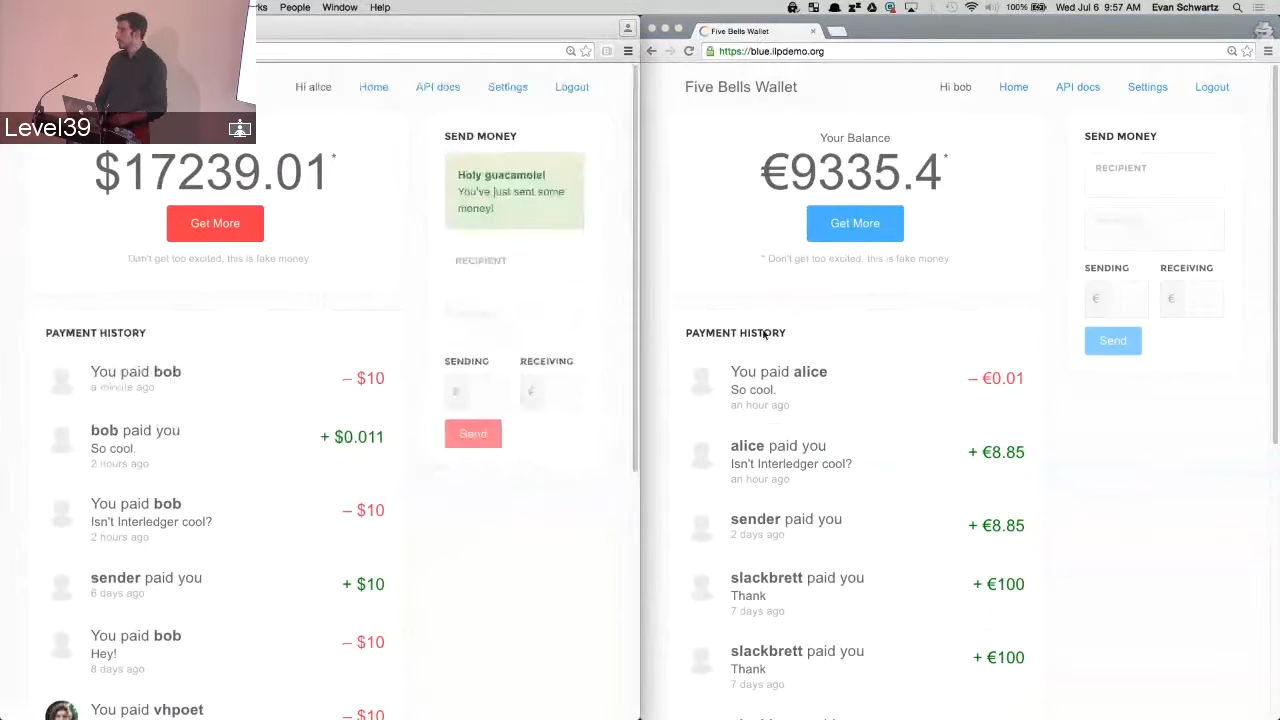 ks People Window Help
100% Wed Jul 6 9:57 AM Evan Schwartz
Five Bells Wallet
https://blue.ilpdemo.org
Level39
Hi alice Home API docs Settings Logout
$17239.01*
Get More
Don't get too excited, this is fake money
SEND MONEY
Holy guacamole!
You've just sent some
money!
RECIPIENT
SENDING RECEIVING
Send
PAYMENT HISTORY
You paid bob
a minute ago
– $10
bob paid you
So cool.
2 hours ago
+ $0.011
You paid bob
Isn't Interledger cool?
2 hours ago
– $10
sender paid you
6 days ago
+ $10
You paid bob
Hey!
8 days ago
– $10
You paid vhpoet
– $10
Five Bells Wallet
Hi bob Home API docs Settings Logout
Your Balance
€9335.4*
Get More
* Don't get too excited, this is fake money
SEND MONEY
RECIPIENT
SENDING RECEIVING
€ €
Send
PAYMENT HISTORY
You paid alice
So cool.
an hour ago
– €0.01
alice paid you
Isn't Interledger cool?
an hour ago
+ €8.85
sender paid you
2 days ago
+ €8.85
slackbrett paid you
Thank
7 days ago
+ €100
slackbrett paid you
Thank
7 days ago
+ €100